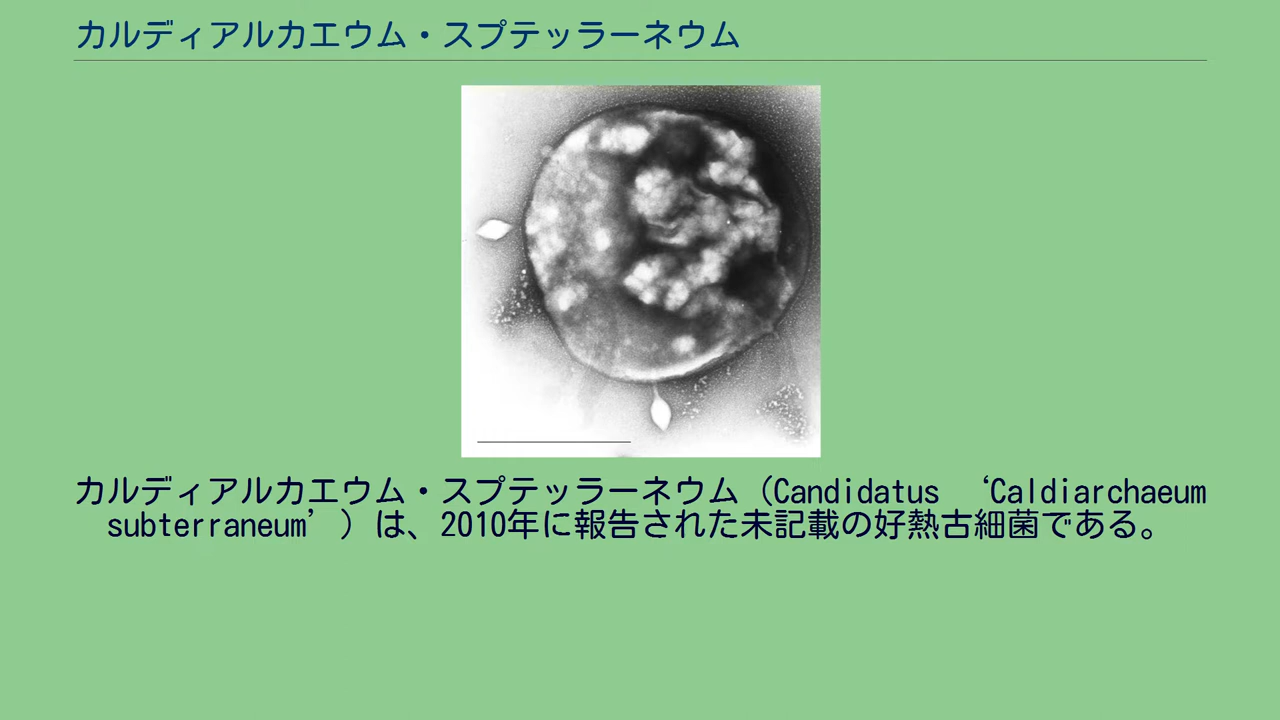 カルディアルカエウム・スプテッラーネウム
カルディアルカエウム・スプテッラーネウム（Candidatus ‘Caldiarchaeum
subterraneum’）は、2010年に報告された未記載の好熱古細菌である。